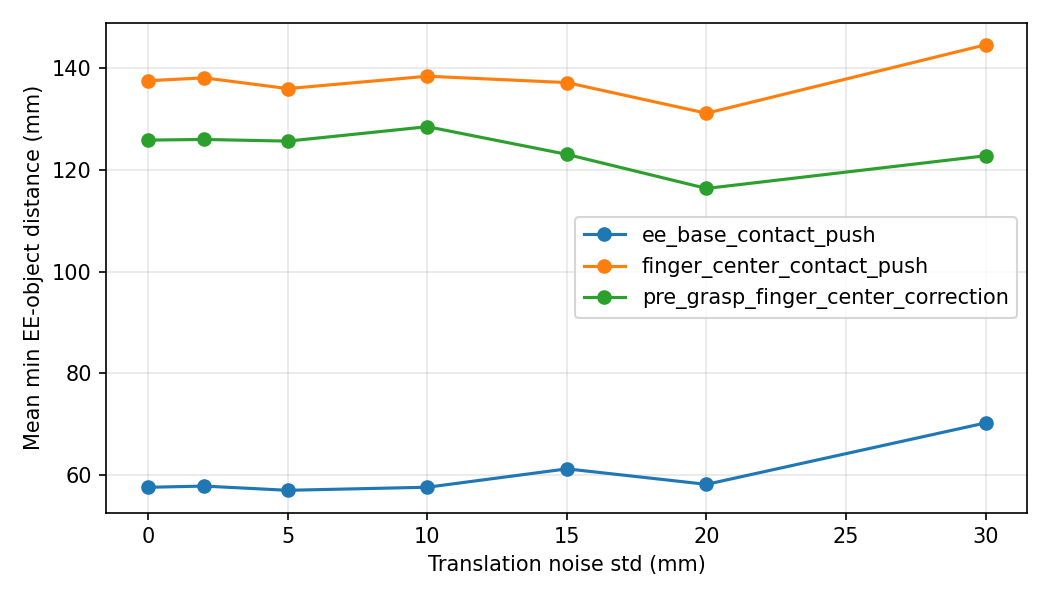 140
120
100
80
60
Mean min EE-object distance (mm)
ee_base_contact_push
finger_center_contact_push
pre_grasp_finger_center_correction
0 5 10 15 20 25 30
Translation noise std (mm)